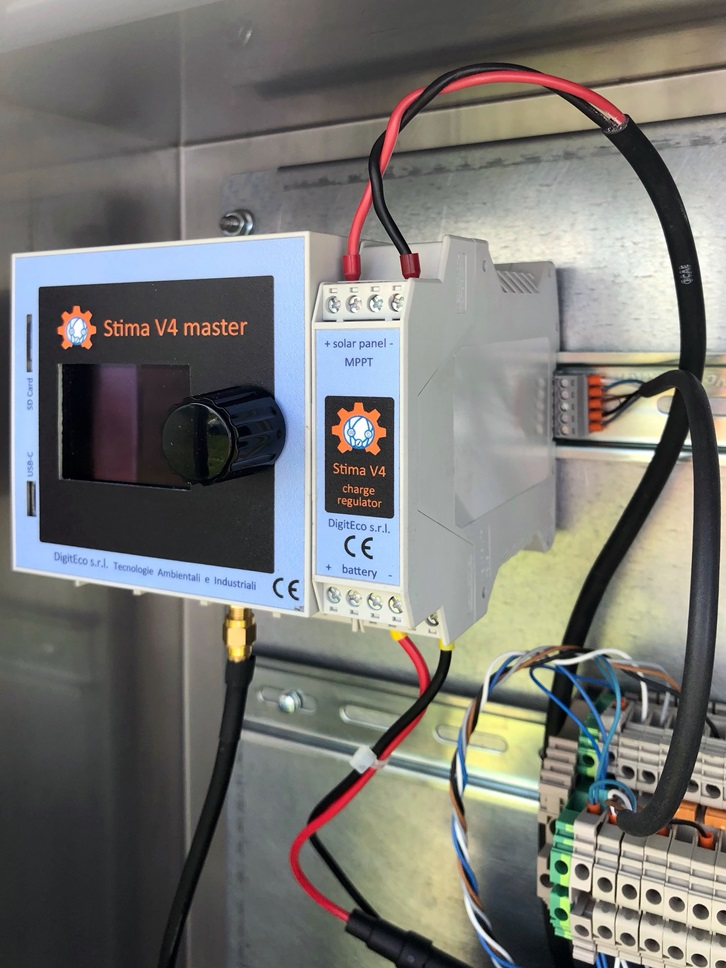 Stima V4 master
SD Card
USB-C
DigitEco s.r.l. Tecnologie Ambientali e Industriali CE
+ solar panel -
MPPT
Stima V4
charge
regulator
DigitEco s.r.l.
CE
+ battery -